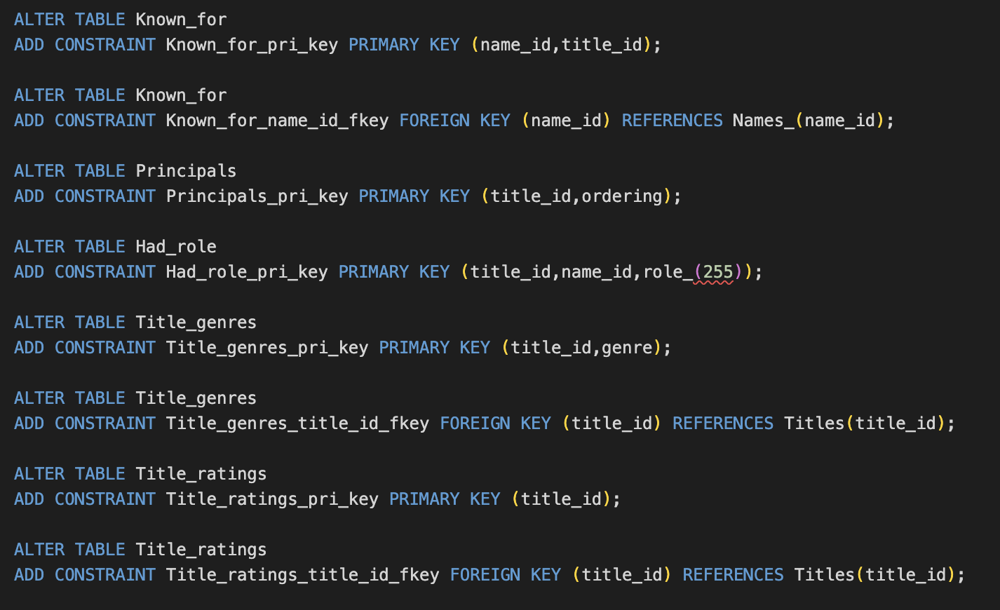 ALTER TABLE Known_for
ADD CONSTRAINT Known_for_pri_key PRIMARY KEY (name_id,title_id);
ALTER TABLE Known_for
ADD CONSTRAINT Known_for_name_id_fkey FOREIGN KEY (name_id) REFERENCES Names_(name_id);
ALTER TABLE Principals
ADD CONSTRAINT Principals_pri_key PRIMARY KEY (title_id,ordering);
ALTER TABLE Had_role
ADD CONSTRAINT Had_role_pri_key PRIMARY KEY (title_id,name_id,role_(255));
ALTER TABLE Title_genres
ADD CONSTRAINT Title_genres_pri_key PRIMARY KEY (title_id,genre);
ALTER TABLE Title_genres
ADD CONSTRAINT Title_genres_title_id_fkey FOREIGN KEY (title_id) REFERENCES Titles(title_id);
ALTER TABLE Title_ratings
ADD CONSTRAINT Title_ratings_pri_key PRIMARY KEY (title_id);
ALTER TABLE Title_ratings
ADD CONSTRAINT Title_ratings_title_id_fkey FOREIGN KEY (title_id) REFERENCES Titles(title_id);